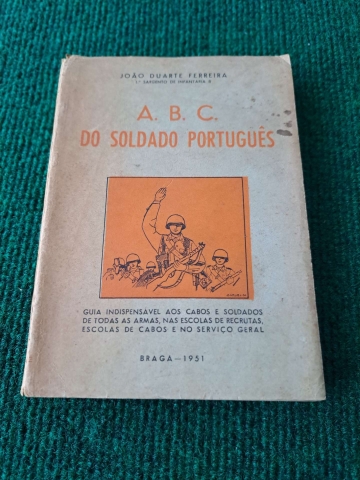 JOÃO DUARTE FERREIRA
1.º SARGENTO DE INFANTARIA 8
A. B. C.
DO SOLDADO PORTUGUÊS
GUIA INDISPENSAVEL AOS CABOS E SOLDADOS
DE TODAS AS ARMAS, NAS ESCOLAS DE RECRUTAS,
ESCOLAS DE CABOS E NO SERVIÇO GERAL
BRAGA — 1951